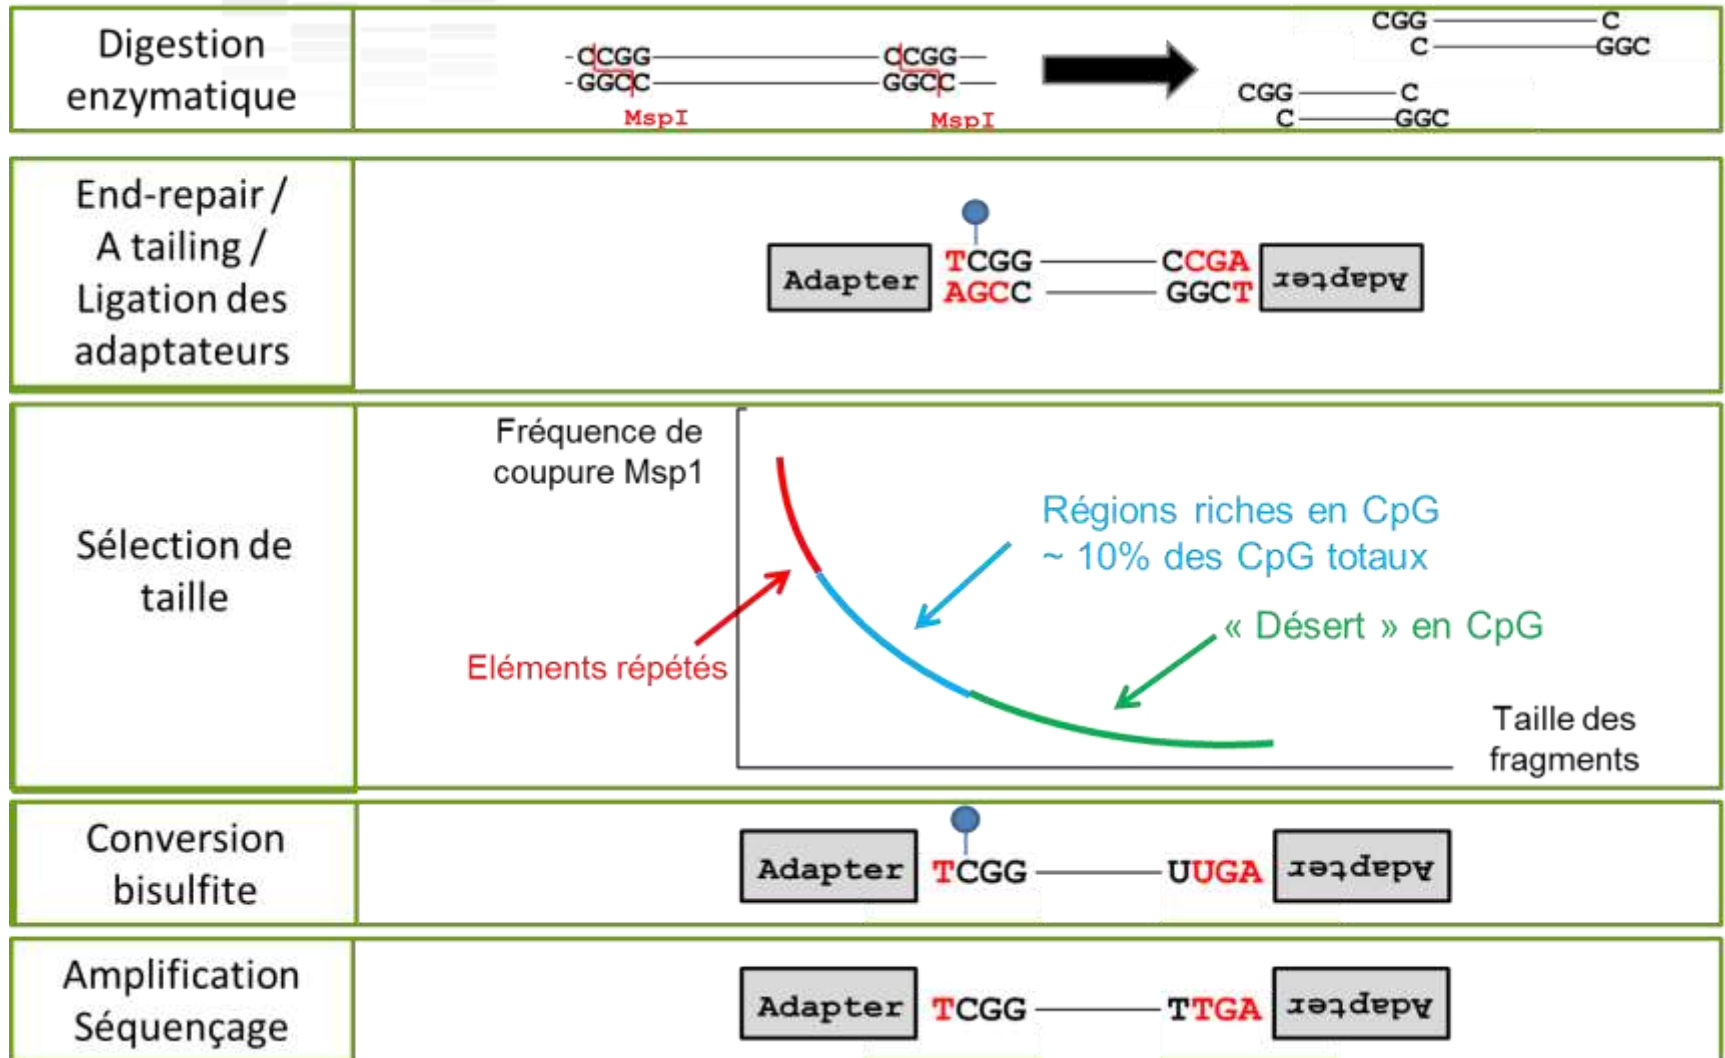 Digestion
enzymatique
-CCGG CCGG
-GGCC GGCC
MspI MspI
CGG C
C GGC
CGG C
C GGC
End-repair /
A tailing /
Ligation des
adaptateurs
Adapter TCGG CCGA Adapter
AGCC GGCT
Sélection de
taille
Fréquence de
coupure Msp1
Régions riches en CpG
~ 10% des CpG totaux
« Désert » en CpG
Eléments répétés
Taille des
fragments
Conversion
bisulfite
Adapter TCGG UUGA Adapter
Amplification
Séquençage
Adapter TCGG TTGA Adapter